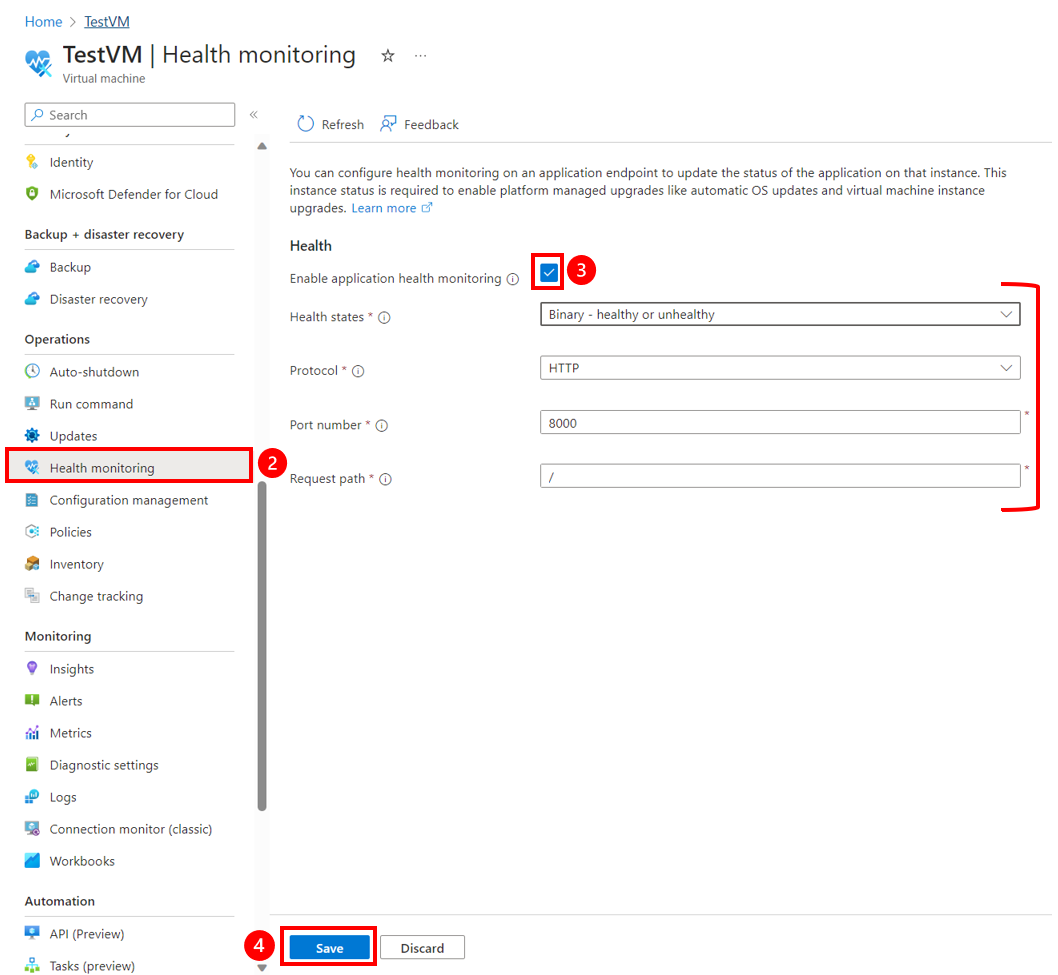 Home > TestVM
TestVM | Health monitoring
Virtual machine
Search
Identity
Microsoft Defender for Cloud
Backup + disaster recovery
Backup
Disaster recovery
Operations
Auto-shutdown
Run command
Updates
Health monitoring
2
Configuration management
Policies
Inventory
Change tracking
Monitoring
Insights
Alerts
Metrics
Diagnostic settings
Logs
Connection monitor (classic)
Workbooks
Automation
API (Preview)
Tasks (preview)
Refresh
Feedback
You can configure health monitoring on an application endpoint to update the status of the application on that instance. This
instance status is required to enable platform managed upgrades like automatic OS updates and virtual machine instance
upgrades. Learn more
Health
Enable application health monitoring
3
Health states *
Binary - healthy or unhealthy
Protocol *
HTTP
Port number *
8000
*
Request path *
/
*
4
Save
Discard